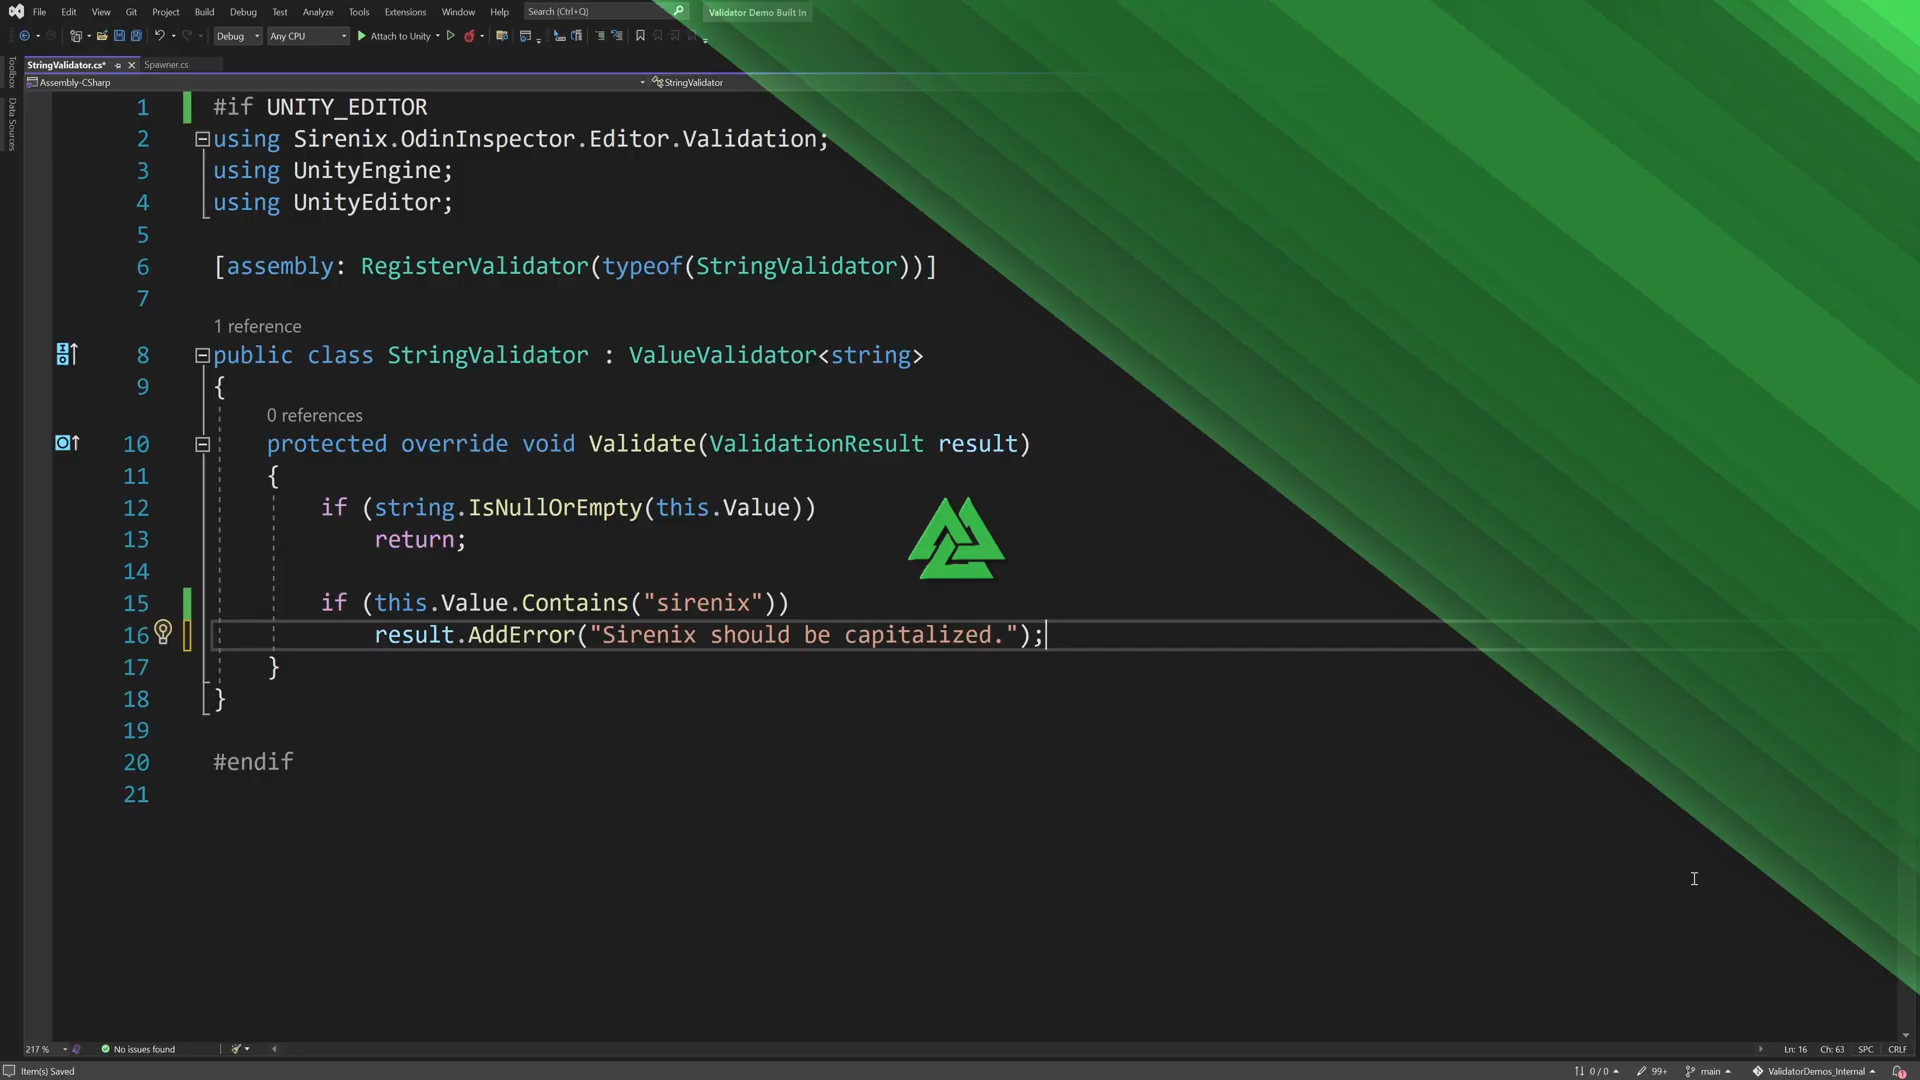 File Edit View Git Project Build Debug Test Analyze Tools Extensions Window Help Search (Ctrl+Q) Validator Demo Built In
Debug Any CPU Attach to Unity
StringValidator.cs* Spawner.cs
Assembly-CSharp StringValidator
Toolbox
Data Sources
1 #if UNITY_EDITOR
2 using Sirenix.OdinInspector.Editor.Validation;
3 using UnityEngine;
4 using UnityEditor;
5
6 [assembly: RegisterValidator(typeof(StringValidator))]
7
1 reference
8 public class StringValidator : ValueValidator<string>
9 {
0 references
10 protected override void Validate(ValidationResult result)
11 {
12 if (string.IsNullOrEmpty(this.Value))
13 return;
14
15 if (this.Value.Contains("sirenix"))
16 result.AddError("Sirenix should be capitalized.");
17 }
18 }
19
20 #endif
21
217 % No issues found Ln: 16 Ch: 63 SPC CRLF
Item(s) Saved 0 / 0 99+ main ValidatorDemos_Internal